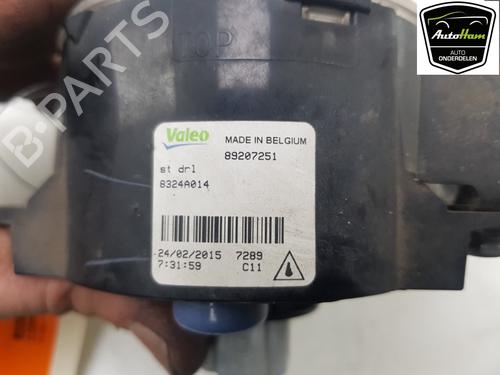 AutoHam
AUTO
ONDERDELEN
B-PARTS
TOP
Valeo MADE IN BELGIUM
89207251
st drl
8324A014
24/02/2015 7289
7:31:59 C11